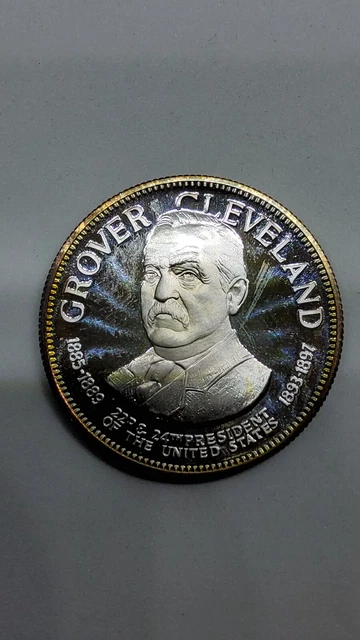 GROVER CLEVELAND
1885-1889
1893-1897
22ND & 24TH PRESIDENT
OF THE UNITED STATES